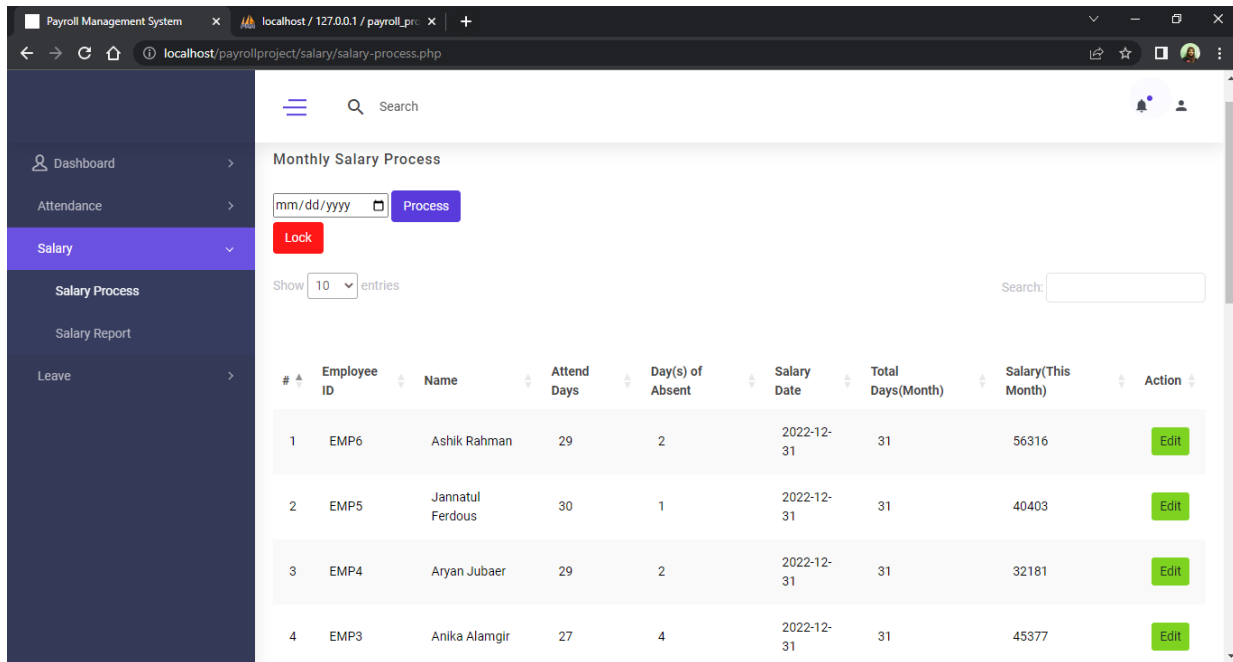 Payroll Management System
localhost / 127.0.0.1 / payroll_pro
localhost/payrollproject/salary/salary-process.php
Search
Dashboard
Attendance
Salary
Salary Process
Salary Report
Leave
Monthly Salary Process
mm/dd/yyyy
Process
Lock
Show 10 entries
Search:
# Employee ID Name Attend Days Day(s) of Absent Salary Date Total Days(Month) Salary(This Month) Action
1 EMP6 Ashik Rahman 29 2 2022-12-31 31 56316 Edit
2 EMP5 Jannatul Ferdous 30 1 2022-12-31 31 40403 Edit
3 EMP4 Aryan Jubaer 29 2 2022-12-31 31 32181 Edit
4 EMP3 Anika Alamgir 27 4 2022-12-31 31 45377 Edit